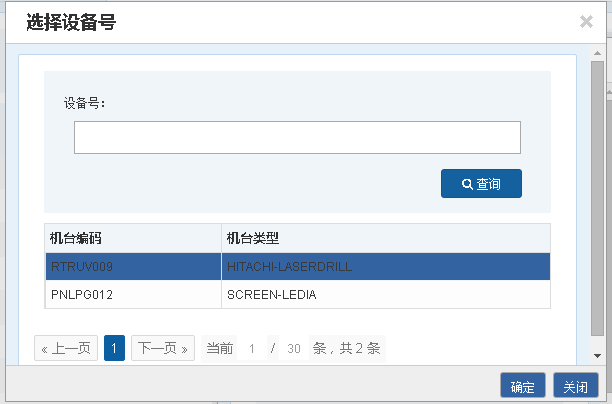 选择设备号
×
设备号：
查询
机台编码 机台类型
RTRUV009 HITACHI-LASERDRILL
PNLPG012 SCREEN-LEDIA
« 上一页 1 下一页 » 当前 1 / 30 条，共 2 条
确定 关闭